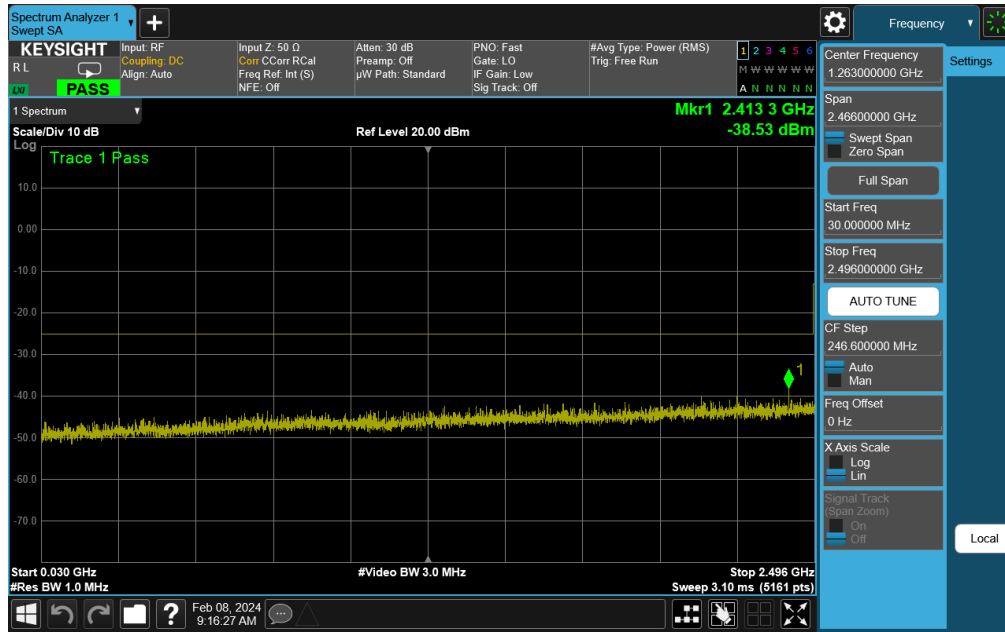 Spectrum Analyzer 1
Swept SA
+
Frequency
KEYSIGHT
R L
LXI
PASS
Input: RF
Coupling: DC
Align: Auto
Input Z: 50 Ω
Corr CCorr RCal
Freq Ref: Int (S)
NFE: Off
Atten: 30 dB
Preamp: Off
µW Path: Standard
PNO: Fast
Gate: LO
IF Gain: Low
Sig Track: Off
#Avg Type: Power (RMS)
Trig: Free Run
1 2 3 4 5 6
M W W W W W
A N N N N N
1 Spectrum
Mkr1 2.413 3 GHz
Scale/Div 10 dB
Ref Level 20.00 dBm
-38.53 dBm
Log
Trace 1 Pass
10.0
0.00
-10.0
-20.0
-30.0
1
-40.0
-50.0
-60.0
-70.0
Start 0.030 GHz
#Video BW 3.0 MHz
Stop 2.496 GHz
#Res BW 1.0 MHz
Sweep 3.10 ms (5161 pts)
Center Frequency
1.263000000 GHz
Span
2.46600000 GHz
Swept Span
Zero Span
Full Span
Start Freq
30.000000 MHz
Stop Freq
2.496000000 GHz
AUTO TUNE
CF Step
246.600000 MHz
Auto
Man
Freq Offset
0 Hz
X Axis Scale
Log
Lin
Signal Track
(Span Zoom)
On
Off
Settings
Local
?
Feb 08, 2024
9:16:27 AM